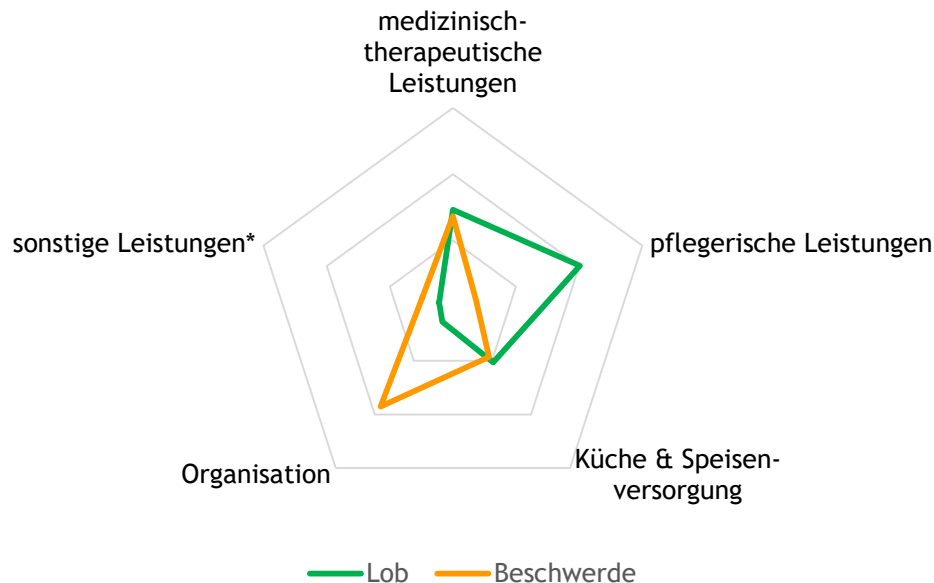 medizinisch-
therapeutische
Leistungen
sonstige Leistungen*
pflegerische Leistungen
Organisation
Küche & Speisen-
versorgung
Lob
Beschwerde